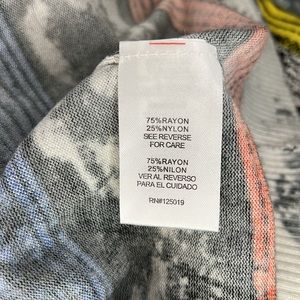 75%RAYON
25%NYLON
SEE REVERSE
FOR CARE
75%RAYON
25%NILON
VER AL REVERSO
PARA EL CUIDADO
RN#125019